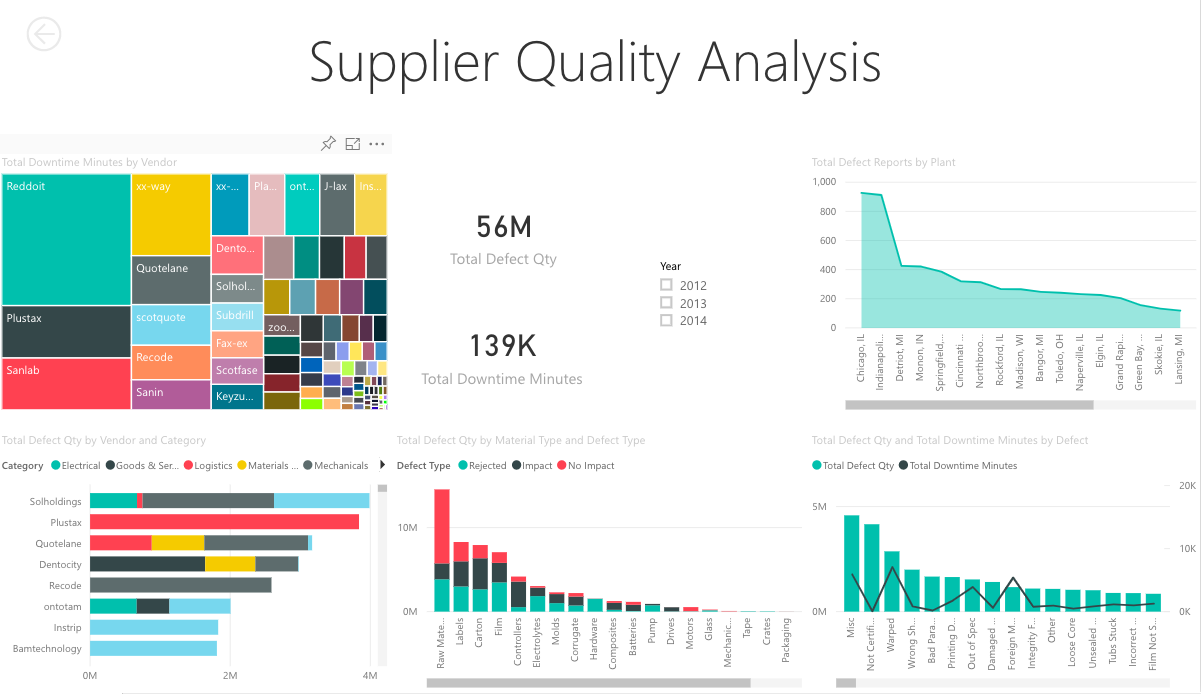 Supplier Quality Analysis
Total Downtime Minutes by Vendor
Reddoit
Plustax
Sanlab
xx-way
Quotelane
scotquote
Recode
Sanin
xx-...
Pla...
ont...
J-lax
Ins...
Dento...
Solhol...
Subdrill
Fax-ex
Scotfase
Keyzu...
zoo...
56M
Total Defect Qty
139K
Total Downtime Minutes
Year
2012
2013
2014
Total Defect Reports by Plant
1,000
800
600
400
200
0
Chicago, IL
Indianapoli...
Detriot, MI
Monron, IN
Springfield,...
Cincinnati ...
Northbroo...
Rockford, IL
Madison, WI
Bangor, MI
Toledo, OH
Naperville, IL
Elgin, IL
Grand Rapi...
Green Bay, ...
Skokie, IL
Lansing, MI
Total Defect Qty by Vendor and Category
Category Electrical Goods & Ser... Logistics Materials ... Mechanicals
Solholdings
Plustax
Quotelane
Dentocity
Recode
ontotam
Instrip
Bamtechnology
0M 2M 4M
Total Defect Qty by Material Type and Defect Type
Defect Type Rejected Impact No Impact
10M
0M
Raw Mate...
Labels
Carton
Film
Controllers
Electrolytes
Molds
Corrugate
Hardware
Composites
Batteries
Pump
Drives
Motors
Glass
Mechanic...
Tape
Crates
Packaging
Total Defect Qty and Total Downtime Minutes by Defect
Total Defect Qty Total Downtime Minutes
5M
0M
20K
10K
0K
Misc
Not Certifi...
Warped
Wrong Sh...
Bad Para...
Printing D...
Out of Spec
Damaged ...
Foreign M...
Integrity F...
Other
Loose Core
Unsealed ...
Tubs Stuck
Incorrect ...
Film Not S...